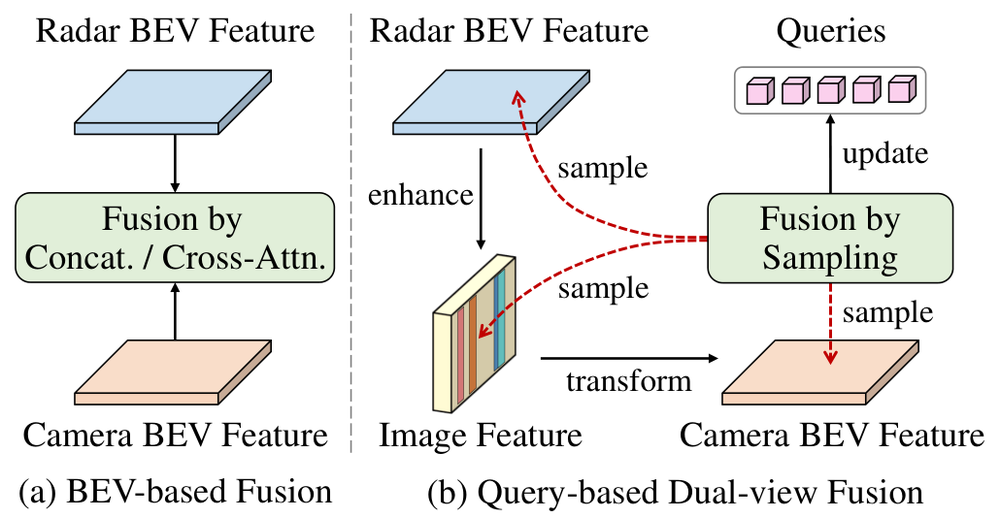 Radar BEV Feature
Fusion by
Concat. / Cross-Attn.
Camera BEV Feature
(a) BEV-based Fusion
Radar BEV Feature
Queries
sample
update
enhance
Fusion by
Sampling
sample
sample
transform
Image Feature
Camera BEV Feature
(b) Query-based Dual-view Fusion